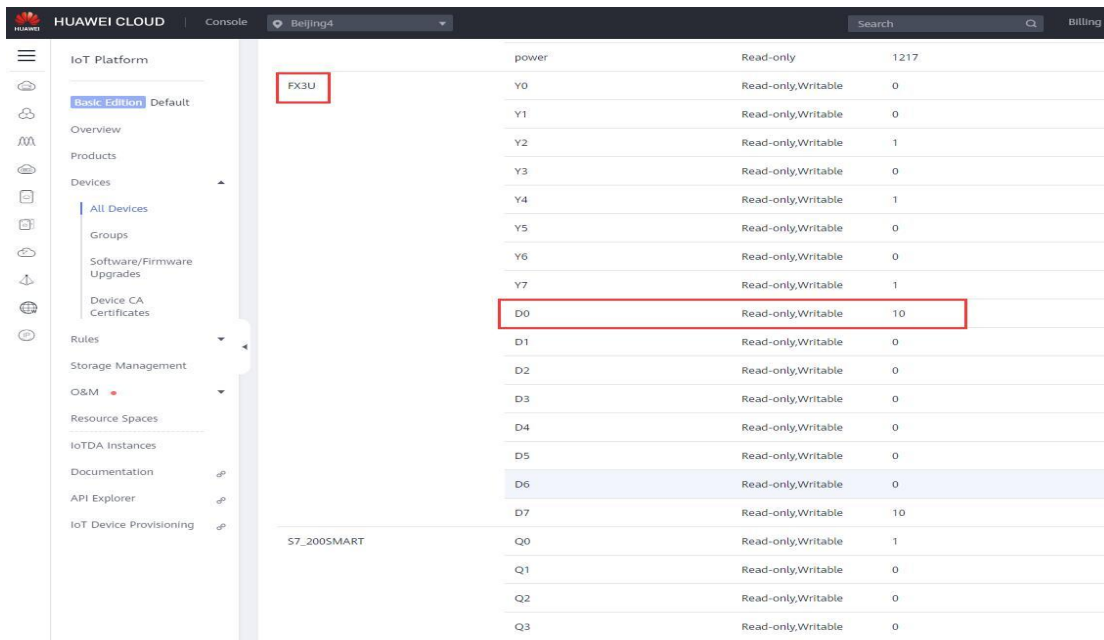 HUAWEI HUAWEI CLOUD | Console Beijing4 Search Billing
IoT Platform
Basic Edition Default
Overview
Products
Devices
All Devices
Groups
Software/Firmware
Upgrades
Device CA
Certificates
Rules
Storage Management
O&M
Resource Spaces
IoTDA Instances
Documentation
API Explorer
IoT Device Provisioning
power Read-only 1217
FX3U Y0 Read-only,Writable 0
Y1 Read-only,Writable 0
Y2 Read-only,Writable 1
Y3 Read-only,Writable 0
Y4 Read-only,Writable 1
Y5 Read-only,Writable 0
Y6 Read-only,Writable 0
Y7 Read-only,Writable 1
D0 Read-only,Writable 10
D1 Read-only,Writable 0
D2 Read-only,Writable 0
D3 Read-only,Writable 0
D4 Read-only,Writable 0
D5 Read-only,Writable 0
D6 Read-only,Writable 0
D7 Read-only,Writable 10
S7_200SMART Q0 Read-only,Writable 1
Q1 Read-only,Writable 0
Q2 Read-only,Writable 0
Q3 Read-only,Writable 0